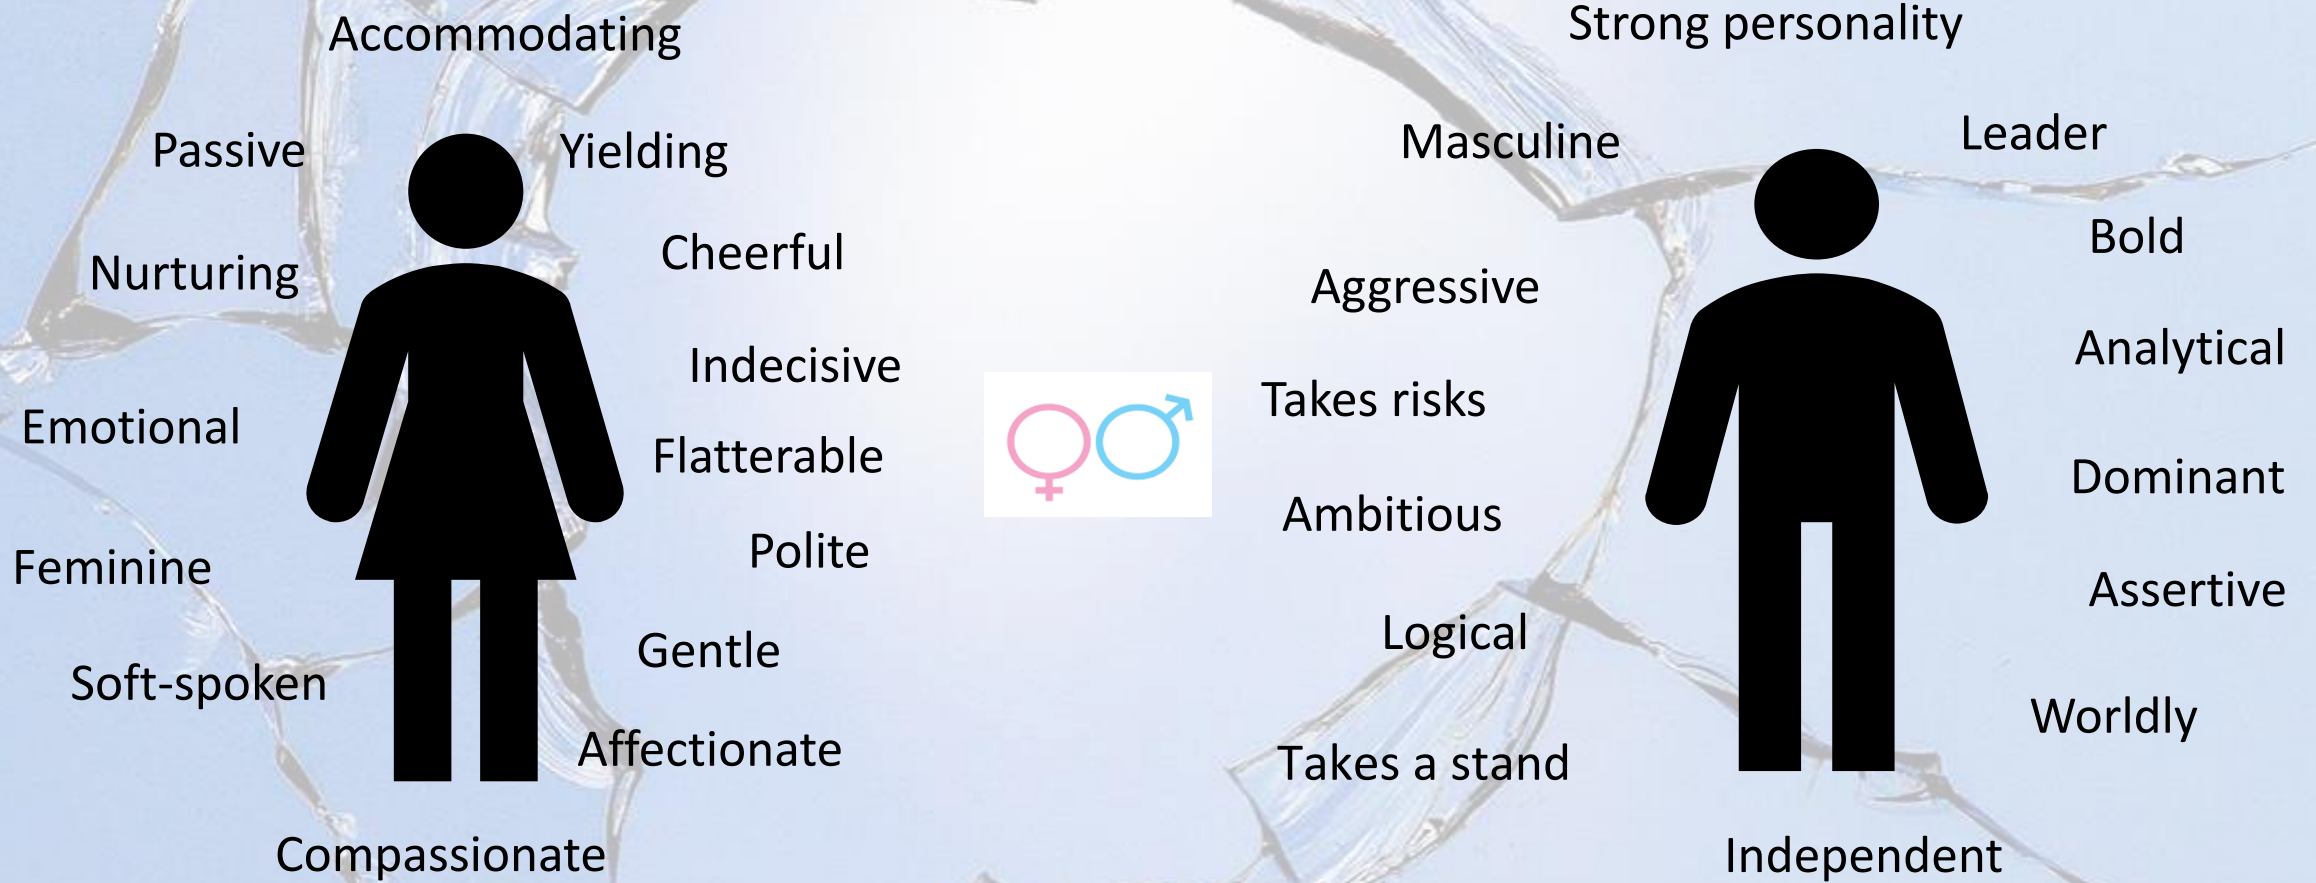 Accommodating
Passive
Yielding
Nurturing
Cheerful
Indecisive
Emotional
Flatterable
Feminine
Polite
Gentle
Soft-spoken
Affectionate
Compassionate
Strong personality
Masculine
Leader
Bold
Aggressive
Analytical
Takes risks
Dominant
Ambitious
Assertive
Logical
Worldly
Takes a stand
Independent